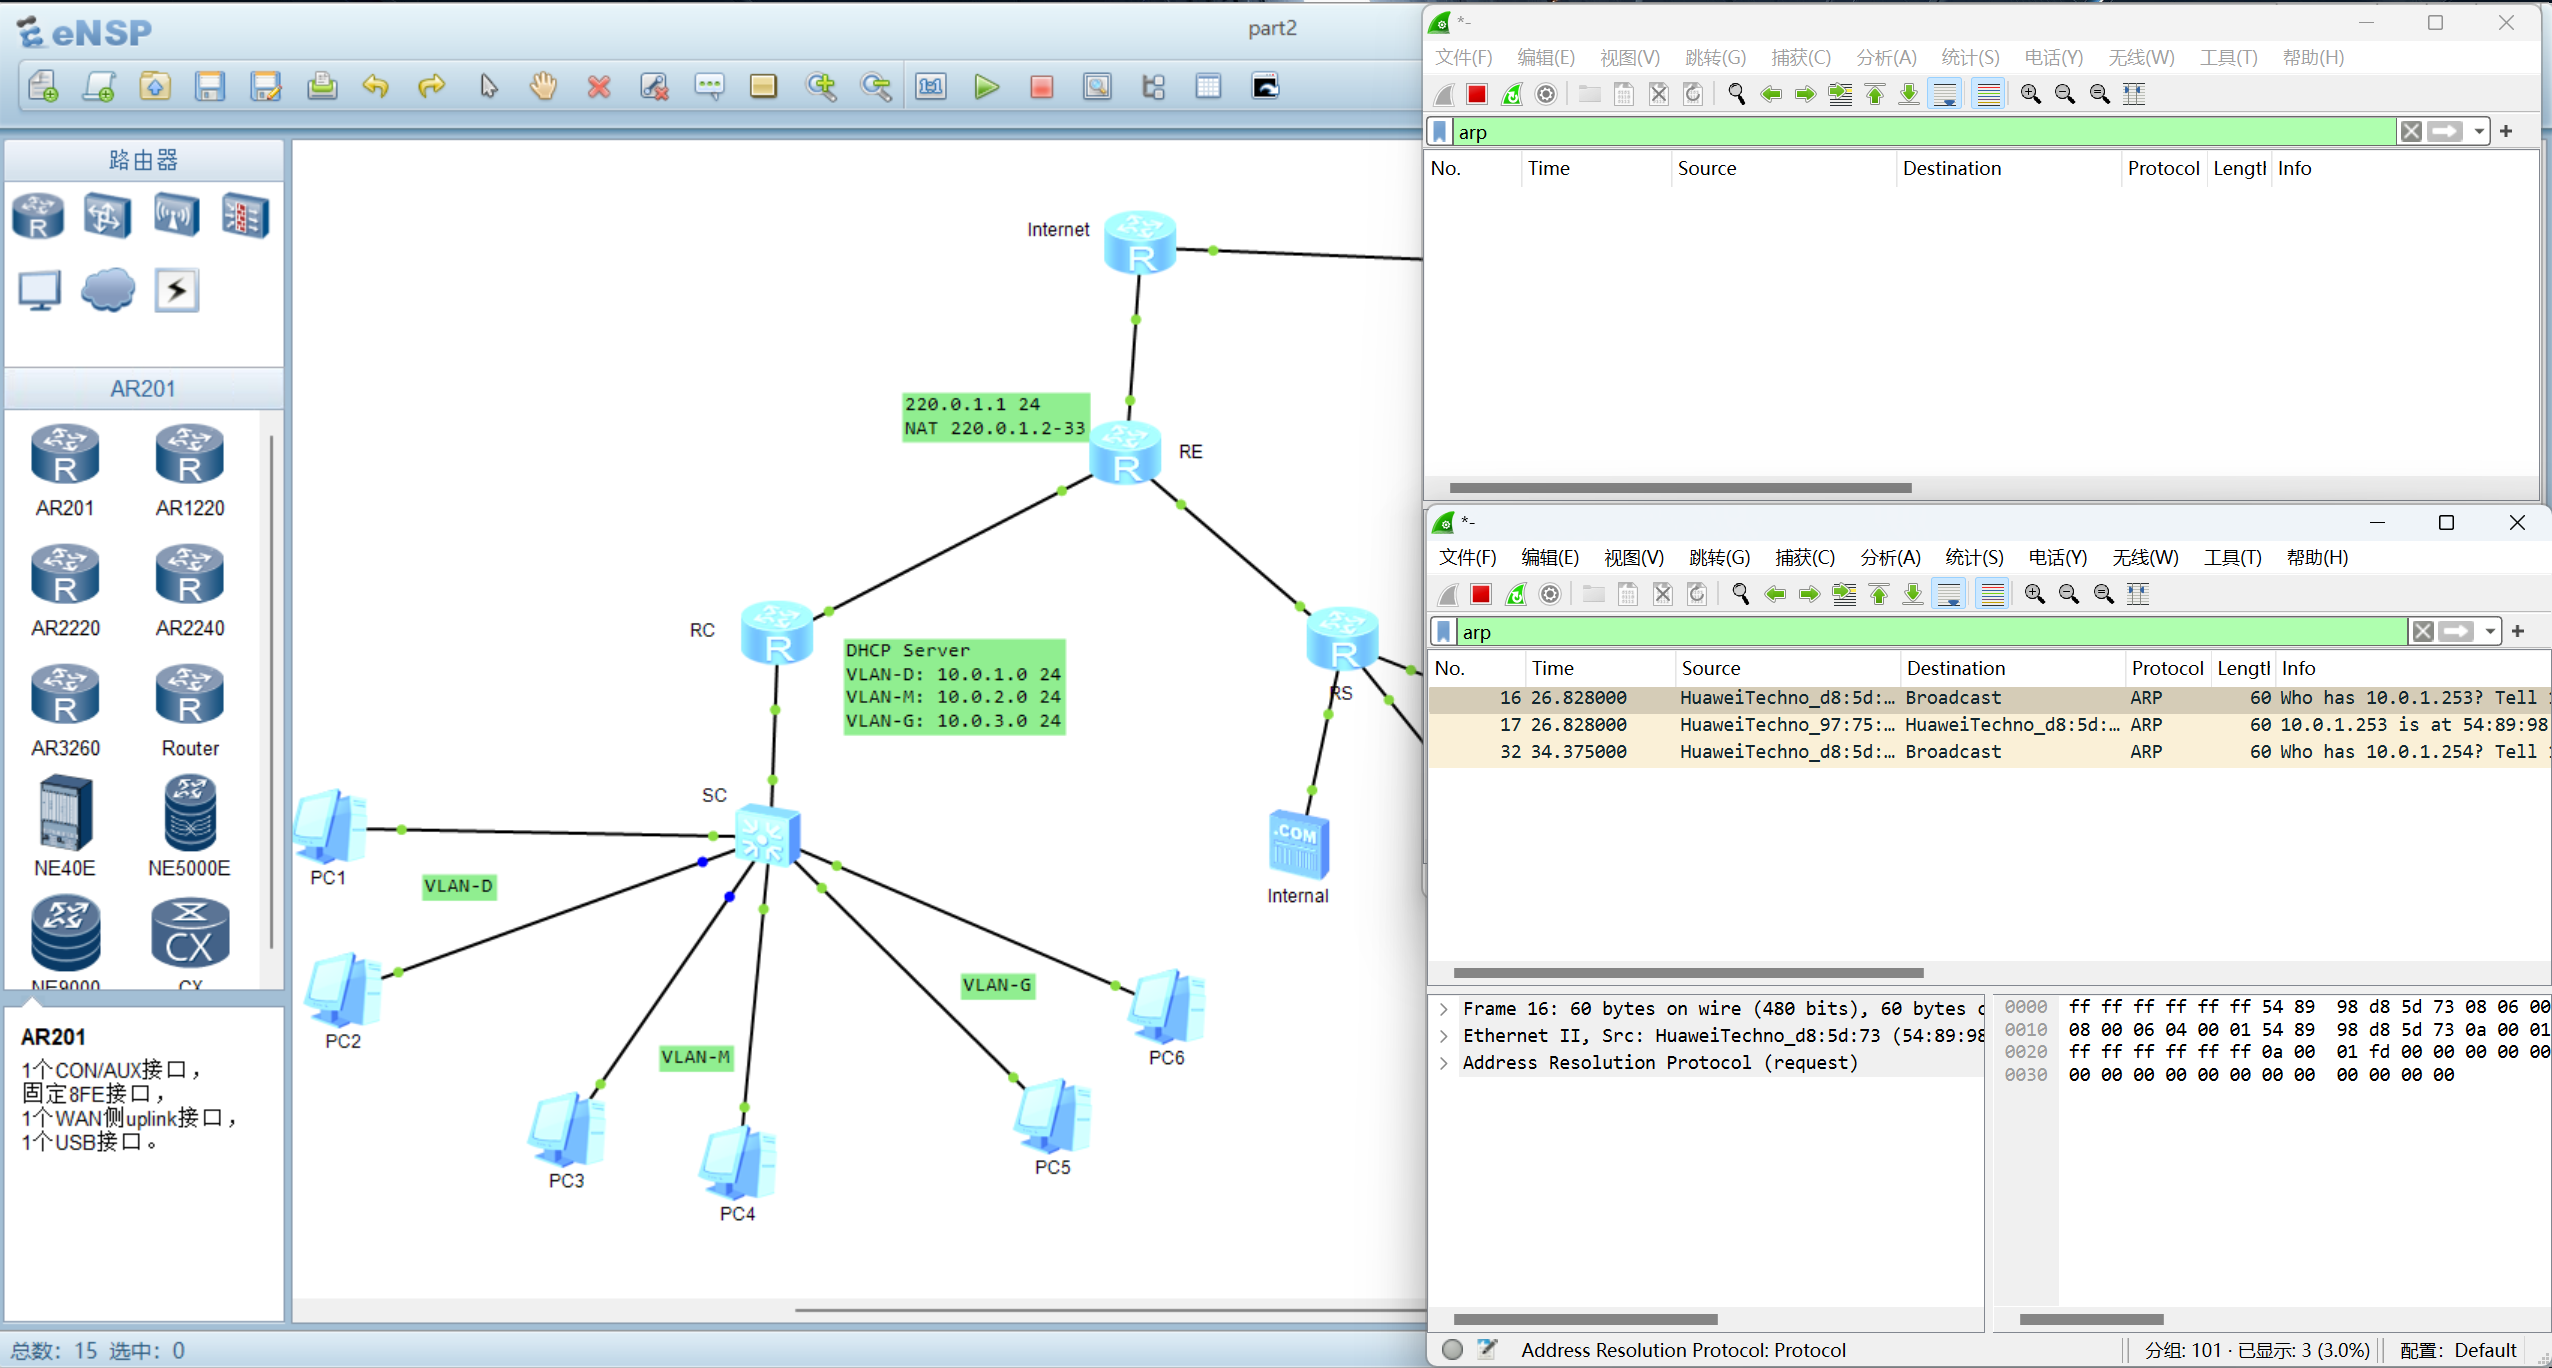 eNSP
part2
路由器
AR201
AR201
AR1220
AR2220
AR2240
AR3260
Router
NE40E
NE5000E
NE9000
CX
AR201
1个CON/AUX接口，
固定8FE接口，
1个WAN侧uplink接口，
1个USB接口。
总数：15 选中：0
Internet
220.0.1.1 24
NAT 220.0.1.2-33
RE
RC
DHCP Server
VLAN-D: 10.0.1.0 24
VLAN-M: 10.0.2.0 24
VLAN-G: 10.0.3.0 24
RS
SC
PC1
VLAN-D
Internal
PC2
VLAN-G
VLAN-M
PC6
PC3
PC4
PC5
*-
文件(F) 编辑(E) 视图(V) 跳转(G) 捕获(C) 分析(A) 统计(S) 电话(Y) 无线(W) 工具(T) 帮助(H)
arp
No. Time Source Destination Protocol Lengtl Info
*-
文件(F) 编辑(E) 视图(V) 跳转(G) 捕获(C) 分析(A) 统计(S) 电话(Y) 无线(W) 工具(T) 帮助(H)
arp
No. Time Source Destination Protocol Lengtl Info
16 26.828000 HuaweiTechno_d8:5d:… Broadcast ARP 60 Who has 10.0.1.253? Tell
17 26.828000 HuaweiTechno_97:75:… HuaweiTechno_d8:5d:… ARP 60 10.0.1.253 is at 54:89:98
32 34.375000 HuaweiTechno_d8:5d:… Broadcast ARP 60 Who has 10.0.1.254? Tell
Frame 16: 60 bytes on wire (480 bits), 60 bytes
Ethernet II, Src: HuaweiTechno_d8:5d:73 (54:89:98
Address Resolution Protocol (request)
0000 ff ff ff ff ff ff 54 89 98 d8 5d 73 08 06 00
0010 08 00 06 04 00 01 54 89 98 d8 5d 73 0a 00 01
0020 ff ff ff ff ff ff 0a 00 01 fd 00 00 00 00 00
0030 00 00 00 00 00 00 00 00 00 00 00 00
Address Resolution Protocol: Protocol
分组: 101 · 已显示: 3 (3.0%)
配置: Default